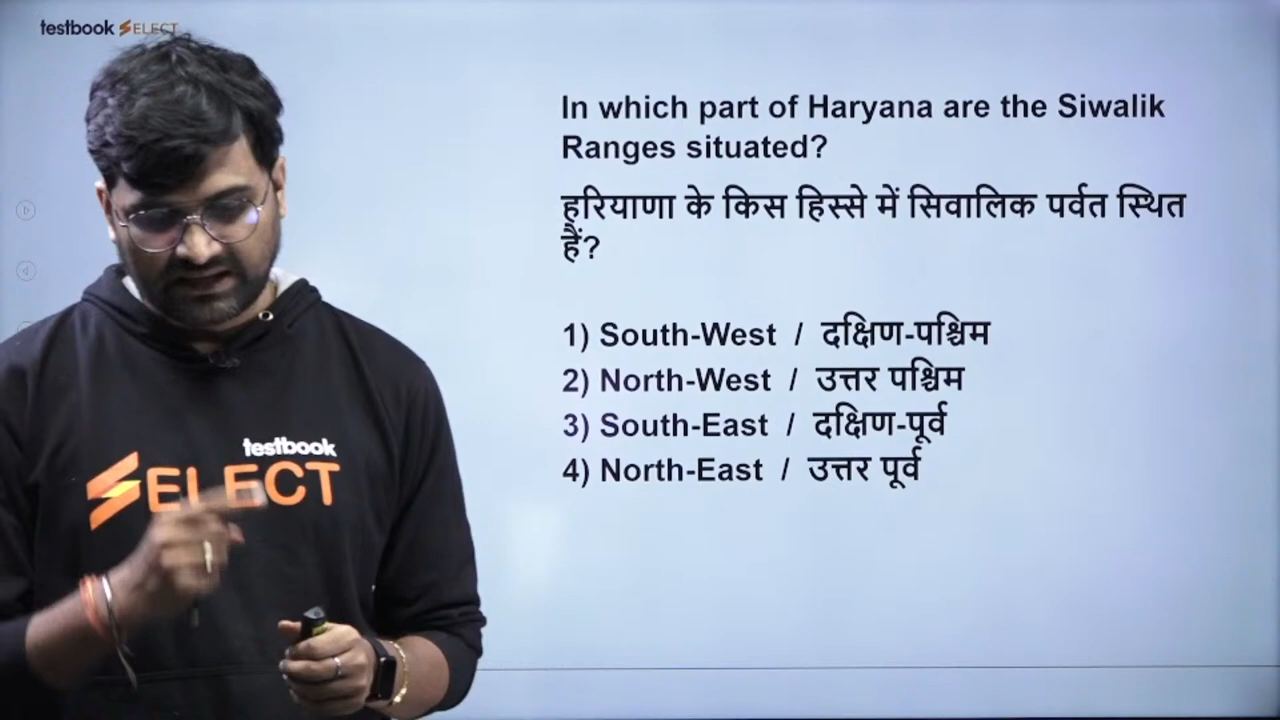 testbook SELECT
In which part of Haryana are the Siwalik
Ranges situated?
हरियाणा के किस हिस्से में सिवालिक पर्वत स्थित
हैं?
1) South-West / दक्षिण-पश्चिम
2) North-West / उत्तर पश्चिम
3) South-East / दक्षिण-पूर्व
4) North-East / उत्तर पूर्व
testbook
SELECT